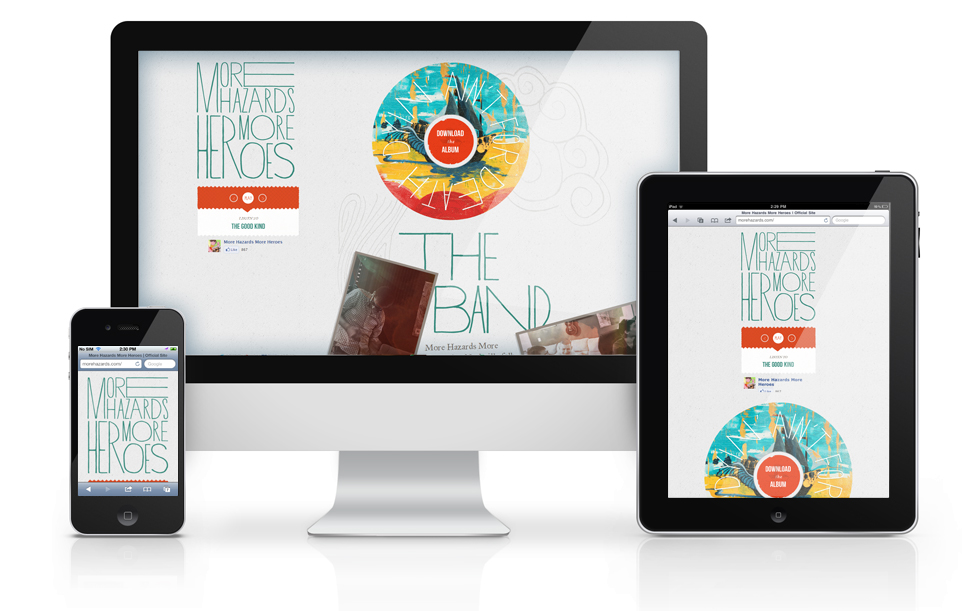 MORE
HAZARDS
MORE
HEROES
PLAY
LISTEN TO
THE GOOD KIND
More Hazards More Heroes
Like
DOWNLOAD
the
ALBUM
THE
BAND
More Hazards More
No SIM
2:30 PM
More Hazards More Heroes | Official Site
morehazards.com/
Google
MORE
HAZARDS
MORE
HEROES
iPad
2:29 PM
More Hazards More Heroes | Official Site
morehazards.com/
Google
MORE
HAZARDS
MORE
HEROES
PLAY
LISTEN TO
THE GOOD KIND
More Hazards More
Heroes
Like
DOWNLOAD
the
ALBUM